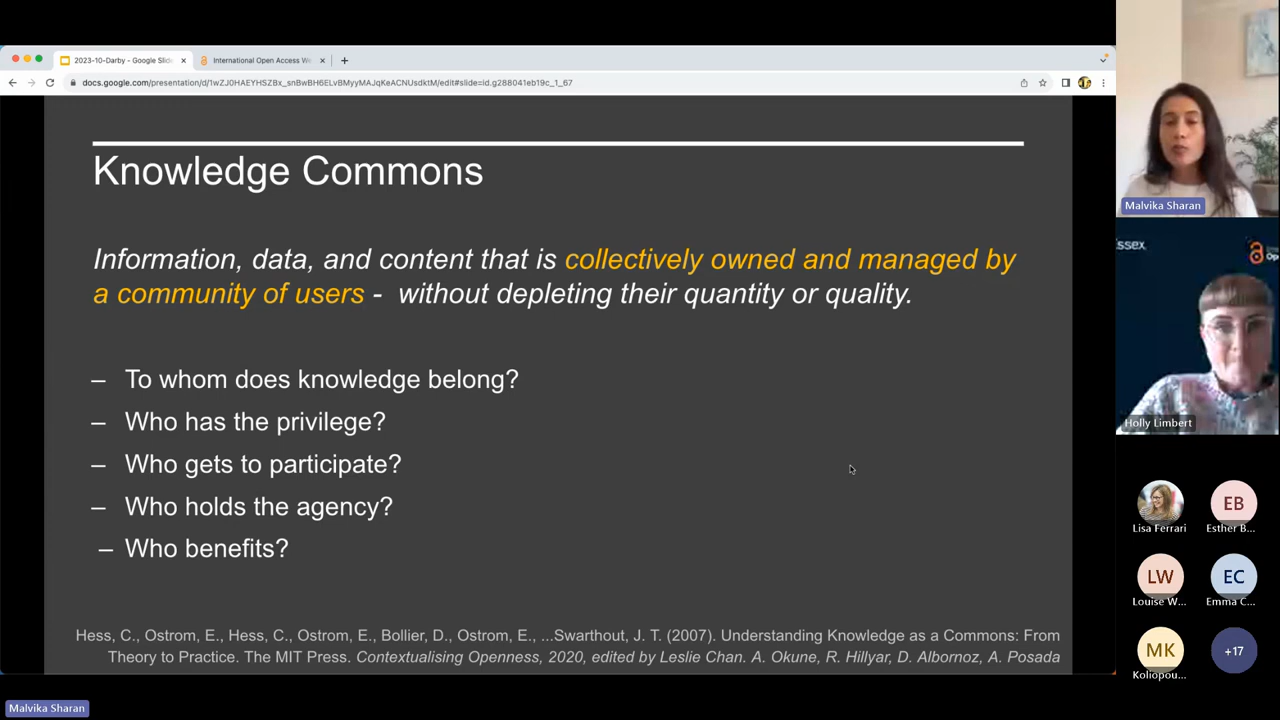 2023-10-Darby - Google Slid
International Open Access We
docs.google.com/presentation/d/1wZJ0HAEYHSZBx_snBwBH6ELvBMyyMAJqKeACNUsdktM/edit#slide=id.g288041eb19c_1_67
Knowledge Commons
Information, data, and content that is collectively owned and managed by
a community of users - without depleting their quantity or quality.
– To whom does knowledge belong?
– Who has the privilege?
– Who gets to participate?
– Who holds the agency?
– Who benefits?
Hess, C., Ostrom, E., Hess, C., Ostrom, E., Bollier, D., Ostrom, E., ...Swarthout, J. T. (2007). Understanding Knowledge as a Commons: From
Theory to Practice. The MIT Press. Contextualising Openness, 2020, edited by Leslie Chan. A. Okune, R. Hillyar, D. Albornoz, A. Posada
Malvika Sharan
ssex
Op
Holly Limbert
Lisa Ferrari
EB
Esther B...
LW
Louise W...
EC
Emma C...
MK
Koliopou...
+17
Malvika Sharan